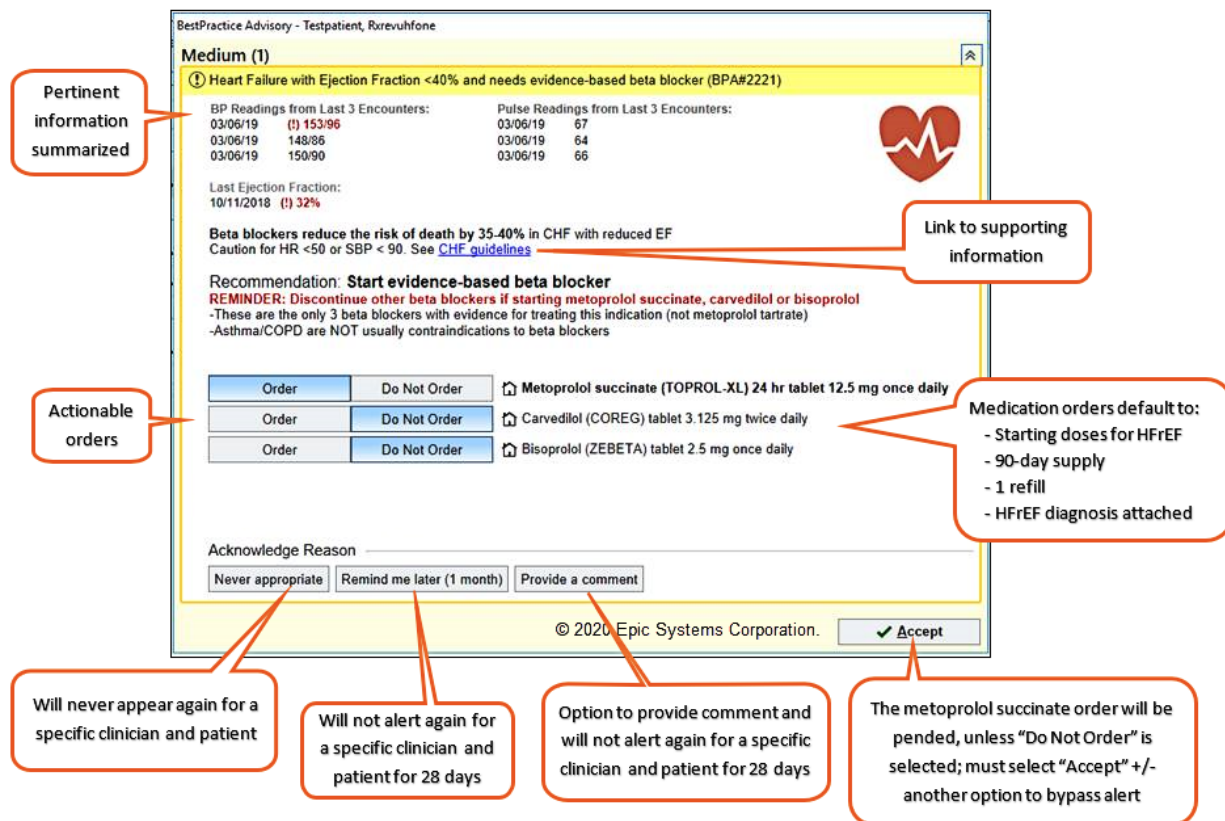 BestPractice Advisory - Testpatient, Rxrevuhfone
Medium (1)
Heart Failure with Ejection Fraction <40% and needs evidence-based beta blocker (BPA#2221)
Pertinent
information
summarized
BP Readings from Last 3 Encounters:
03/06/19 (!) 153/96
03/06/19 148/86
03/06/19 150/90
Pulse Readings from Last 3 Encounters:
03/06/19 67
03/06/19 64
03/06/19 66
Last Ejection Fraction:
10/11/2018 (!) 32%
Beta blockers reduce the risk of death by 35-40% in CHF with reduced EF
Caution for HR <50 or SBP < 90. See CHF guidelines
Link to supporting
information
Recommendation: Start evidence-based beta blocker
REMINDER: Discontinue other beta blockers if starting metoprolol succinate, carvedilol or bisoprolol
-These are the only 3 beta blockers with evidence for treating this indication (not metoprolol tartrate)
-Asthma/COPD are NOT usually contraindications to beta blockers
Actionable
orders
Order Do Not Order Metoprolol succinate (TOPROL-XL) 24 hr tablet 12.5 mg once daily
Order Do Not Order Carvedilol (COREG) tablet 3.125 mg twice daily
Order Do Not Order Bisoprolol (ZEBETA) tablet 2.5 mg once daily
Medication orders default to:
- Starting doses for HFrEF
- 90-day supply
- 1 refill
- HFrEF diagnosis attached
Acknowledge Reason
Never appropriate Remind me later (1 month) Provide a comment
© 2020 Epic Systems Corporation.
Accept
Will never appear again for a
specific clinician and patient
Will not alert again for
a specific clinician and
patient for 28 days
Option to provide comment and
will not alert again for a specific
clinician and patient for 28 days
The metoprolol succinate order will be
pended, unless “Do Not Order” is
selected; must select “Accept” +/-
another option to bypass alert